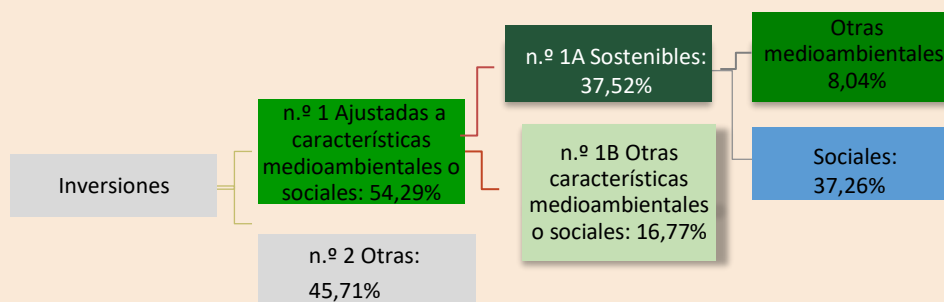 Inversiones
n.º 1 Ajustadas a
características
medioambientales o
sociales: 54,29%
n.º 2 Otras:
45,71%
n.º 1A Sostenibles:
37,52%
n.º 1B Otras
características
medioambientales
o sociales: 16,77%
Otras
medioambientales
8,04%
Sociales:
37,26%